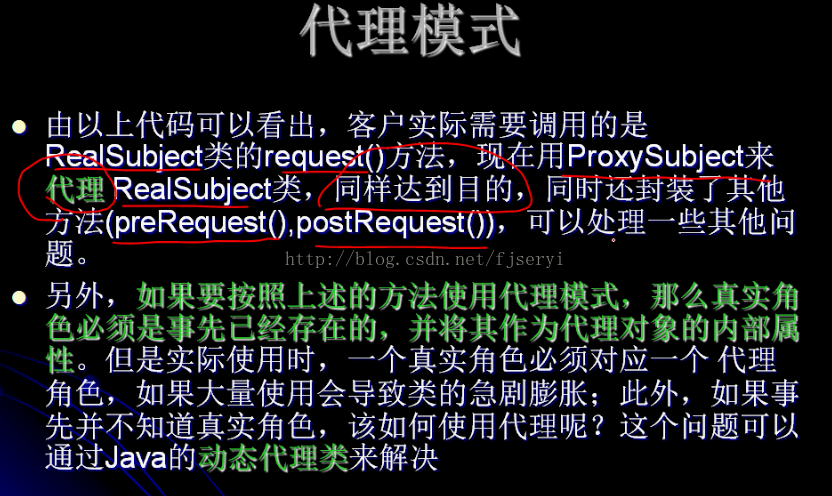 代理模式
由以上代码可以看出，客户实际需要调用的是
RealSubject类的request()方法，现在用ProxySubject来
代理 RealSubject类，同样达到目的，同时还封装了其他
方法(preRequest(),postRequest())，可以处理一些其他问
题。
http://blog.csdn.net/fjseryi
另外，如果要按照上述的方法使用代理模式，那么真实角
色必须是事先已经存在的，并将其作为代理对象的内部属
性。但是实际使用时，一个真实角色必须对应一个 代理
角色，如果大量使用会导致类的急剧膨胀；此外，如果事
先并不知道真实角色，该如何使用代理呢？这个问题可以
通过Java的动态代理类来解决